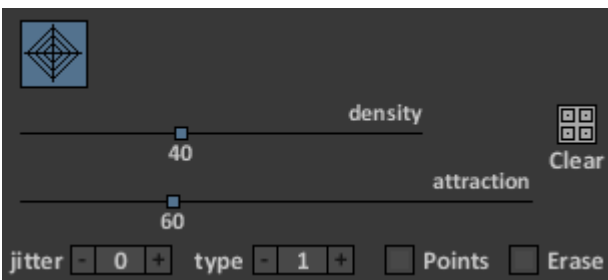 density
40
Clear
attraction
60
jitter - 0 + type - 1 + Points Erase